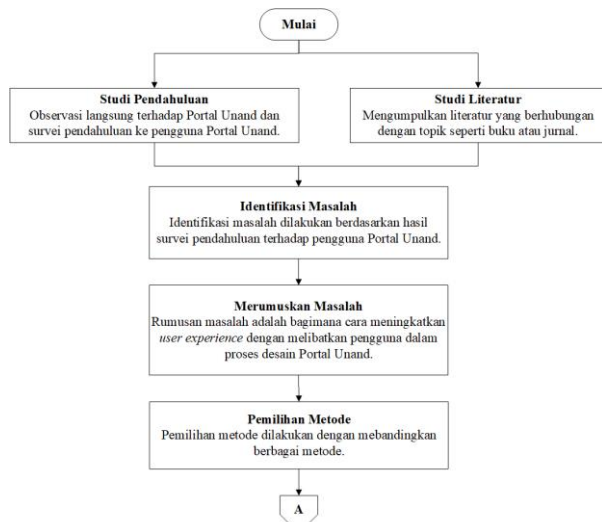 Mulai
Studi Pendahuluan
Observasi langsung terhadap Portal Unand dan
survei pendahuluan ke pengguna Portal Unand.
Studi Literatur
Mengumpulkan literatur yang berhubungan
dengan topik seperti buku atau jurnal.
Identifikasi Masalah
Identifikasi masalah dilakukan berdasarkan hasil
survei pendahuluan terhadap pengguna Portal Unand.
Merumuskan Masalah
Rumusan masalah adalah bagimana cara meningkatkan
user experience dengan melibatkan pengguna dalam
proses desain Portal Unand.
Pemilihan Metode
Pemilihan metode dilakukan dengan mebandingkan
berbagai metode.
A